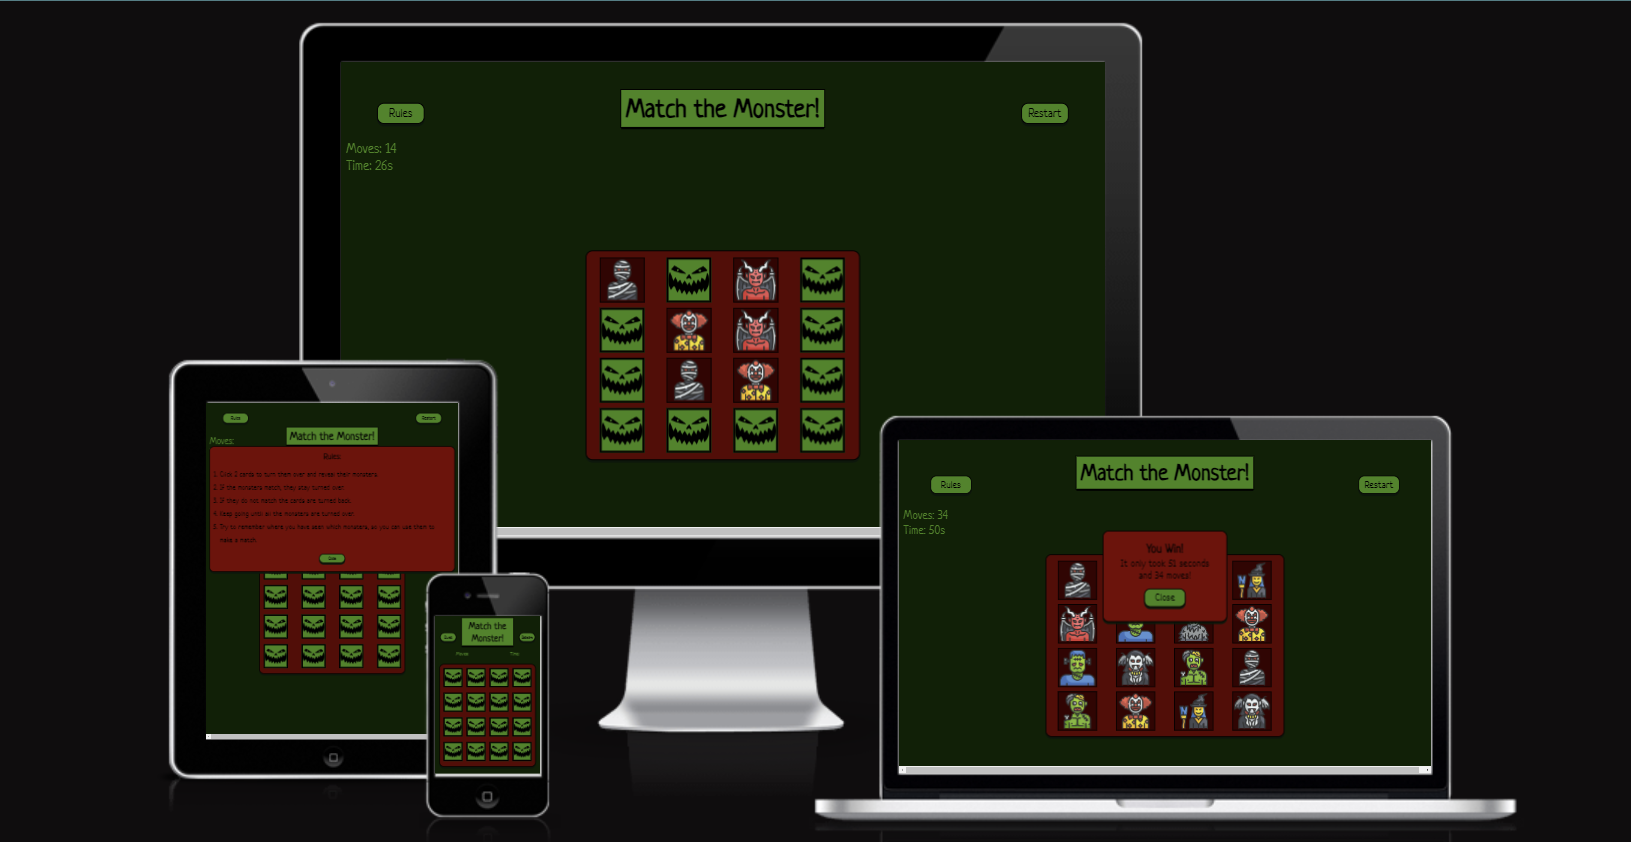 Match the Monster!
Rules
Restart
Moves: 14
Time: 26s
Rules
Restart
Match the Monster!
Moves:
Rules
1. Click 2 cards to turn them over and reveal their monsters.
2. If the monsters match, they stay turned over.
3. If they do not match the cards are turned back.
4. Keep going until all the monsters are turned over.
5. Try to remember where you have seen which monsters, so you can use them to
make a match
Close
Match the
Monster!
Rules
Restart
Moves
Time
Match the Monster!
Rules
Restart
Moves: 34
Time: 50s
You Win!
It only took 51 seconds
and 34 moves!
Close